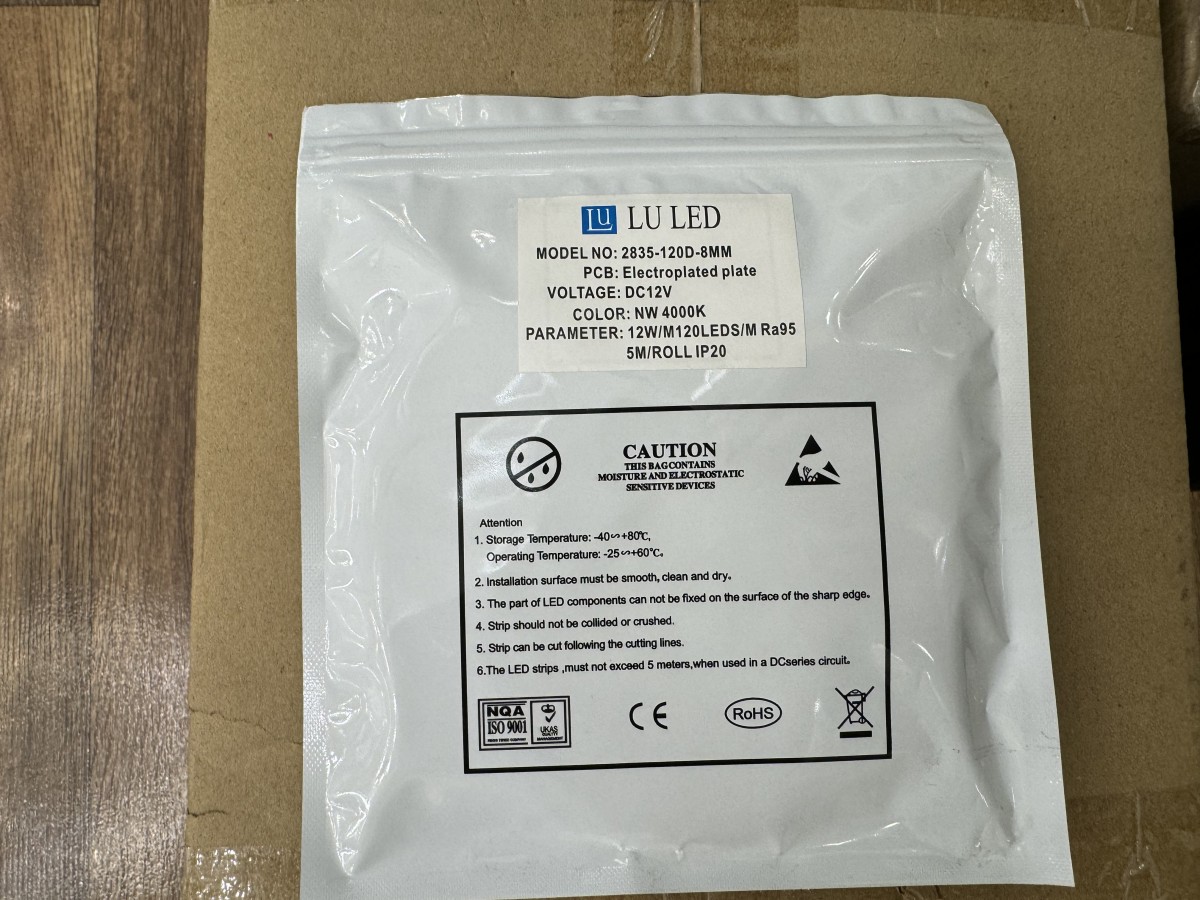 LU LU LED
MODEL NO: 2835-120D-8MM
PCB: Electroplated plate
VOLTAGE: DC12V
COLOR: NW 4000K
PARAMETER: 12W/M120LEDS/M Ra95
5M/ROLL IP20
CAUTION
THIS BAGCONTAINS
MOISTURE AND ELECTROSTATIC
SENSITIVE DEVICES
Attention
1. Storage Temperature: -40∽+80℃,
Operating Temperature: -25∽+60℃。
2. Installation surface must be smooth, clean and dry。
3. The part of LED components can not be fixed on the surface of the sharp edge。
4. Strip should not be collided or crushed.
5. Strip can be cut following the cutting lines.
6.The LED strips ,must not exceed 5 meters,when used in a DCseries circuit。
NQA
ISO 9001
UKAS
QUALITY
MANAGEMENT
CE
RoHS